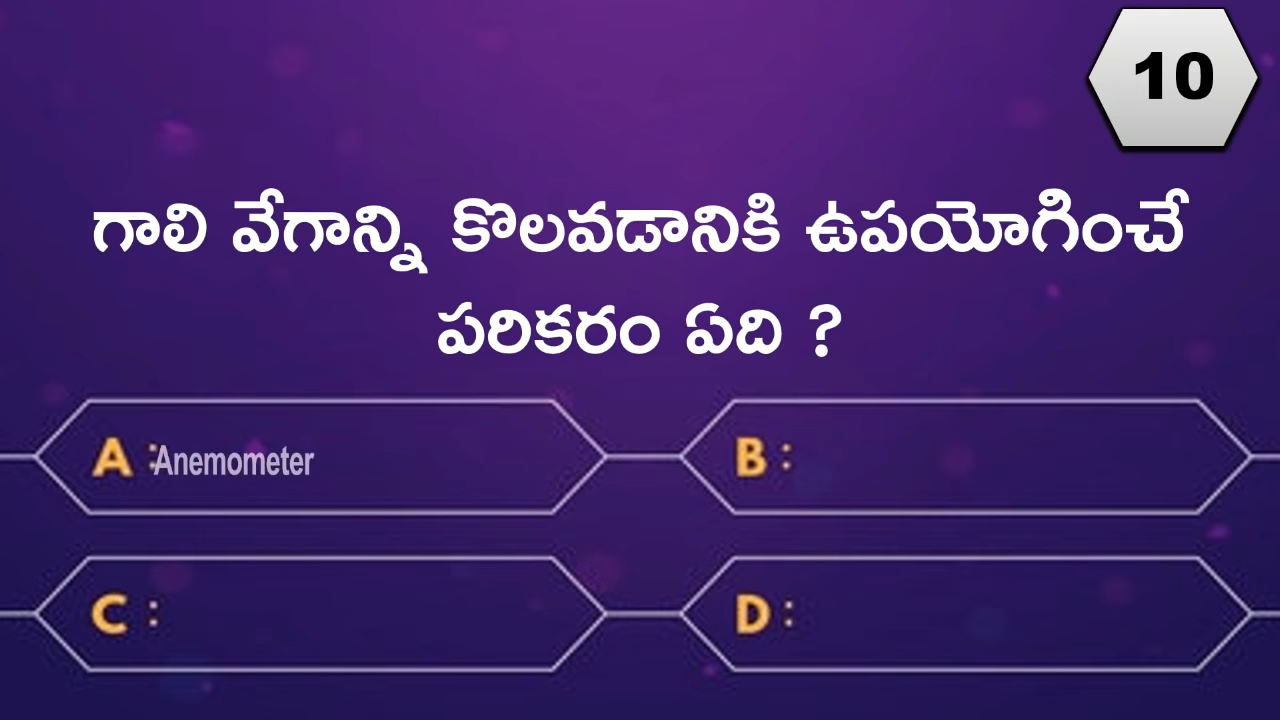 10
గాలి వేగాన్ని కొలవడానికి ఉపయోగించే
పరికరం ఏది ?
A : Anemometer
B :
C :
D :